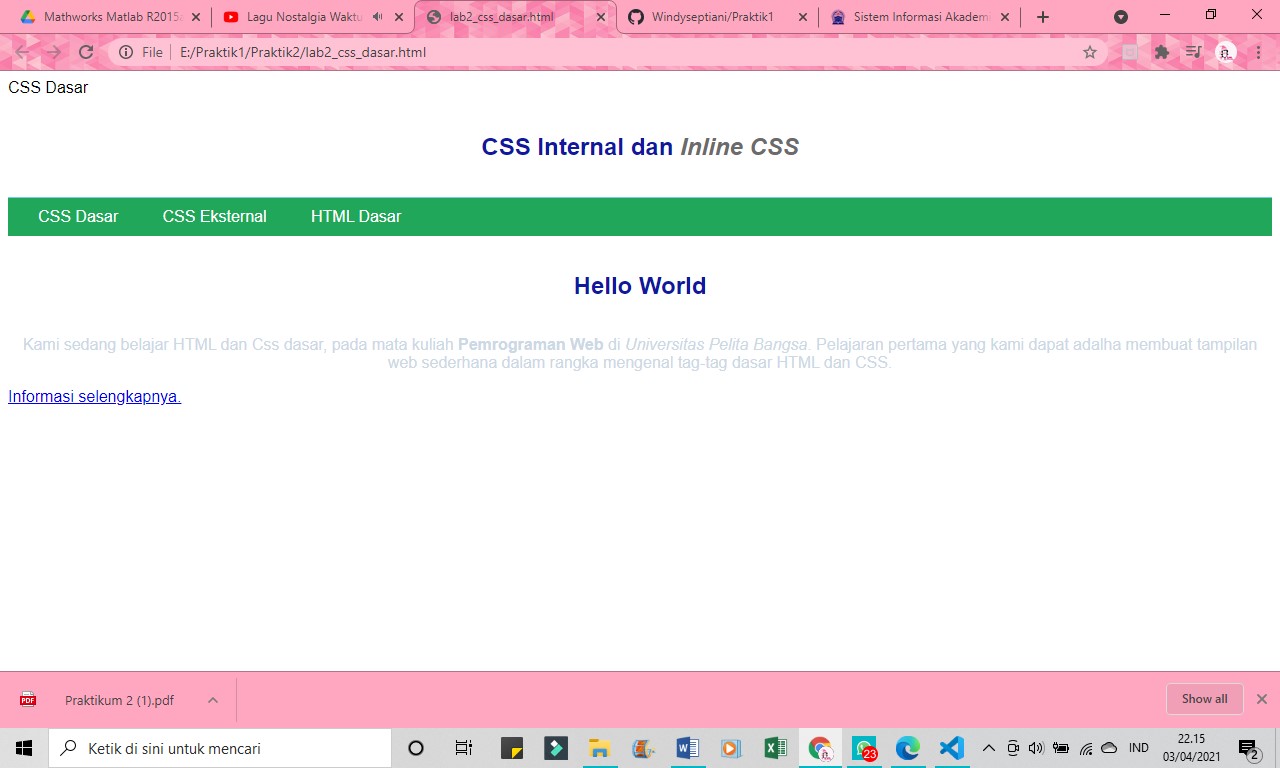 Mathworks Matlab R2015
Lagu Nostalgia Waktu
lab2_css_dasar.html
Windyseptiani/Praktik1
Sistem Informasi Akademi
File
E:/Praktik1/Praktik2/lab2_css_dasar.html
CSS Dasar
CSS Internal dan Inline CSS
CSS Dasar CSS Eksternal HTML Dasar
Hello World
Kami sedang belajar HTML dan Css dasar, pada mata kuliah Pemrograman Web di Universitas Pelita Bangsa. Pelajaran pertama yang kami dapat adalha membuat tampilan
web sederhana dalam rangka mengenal tag-tag dasar HTML dan CSS.
Informasi selengkapnya.
PDF
Praktikum 2 (1).pdf
Show all
Ketik di sini untuk mencari
23
IND
22.15
03/04/2021
2